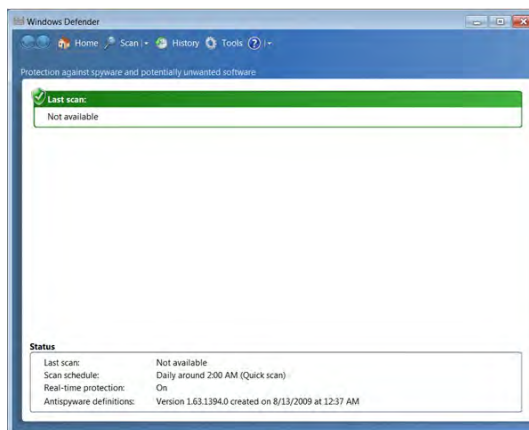 Windows Defender
Home Scan History Tools
Protection against spyware and potentially unwanted software
Last scan:
Not available
Status
Last scan: Not available
Scan schedule: Daily around 2:00 AM (Quick scan)
Real-time protection: On
Antispyware definitions: Version 1.63.1394.0 created on 8/13/2009 at 12:37 AM